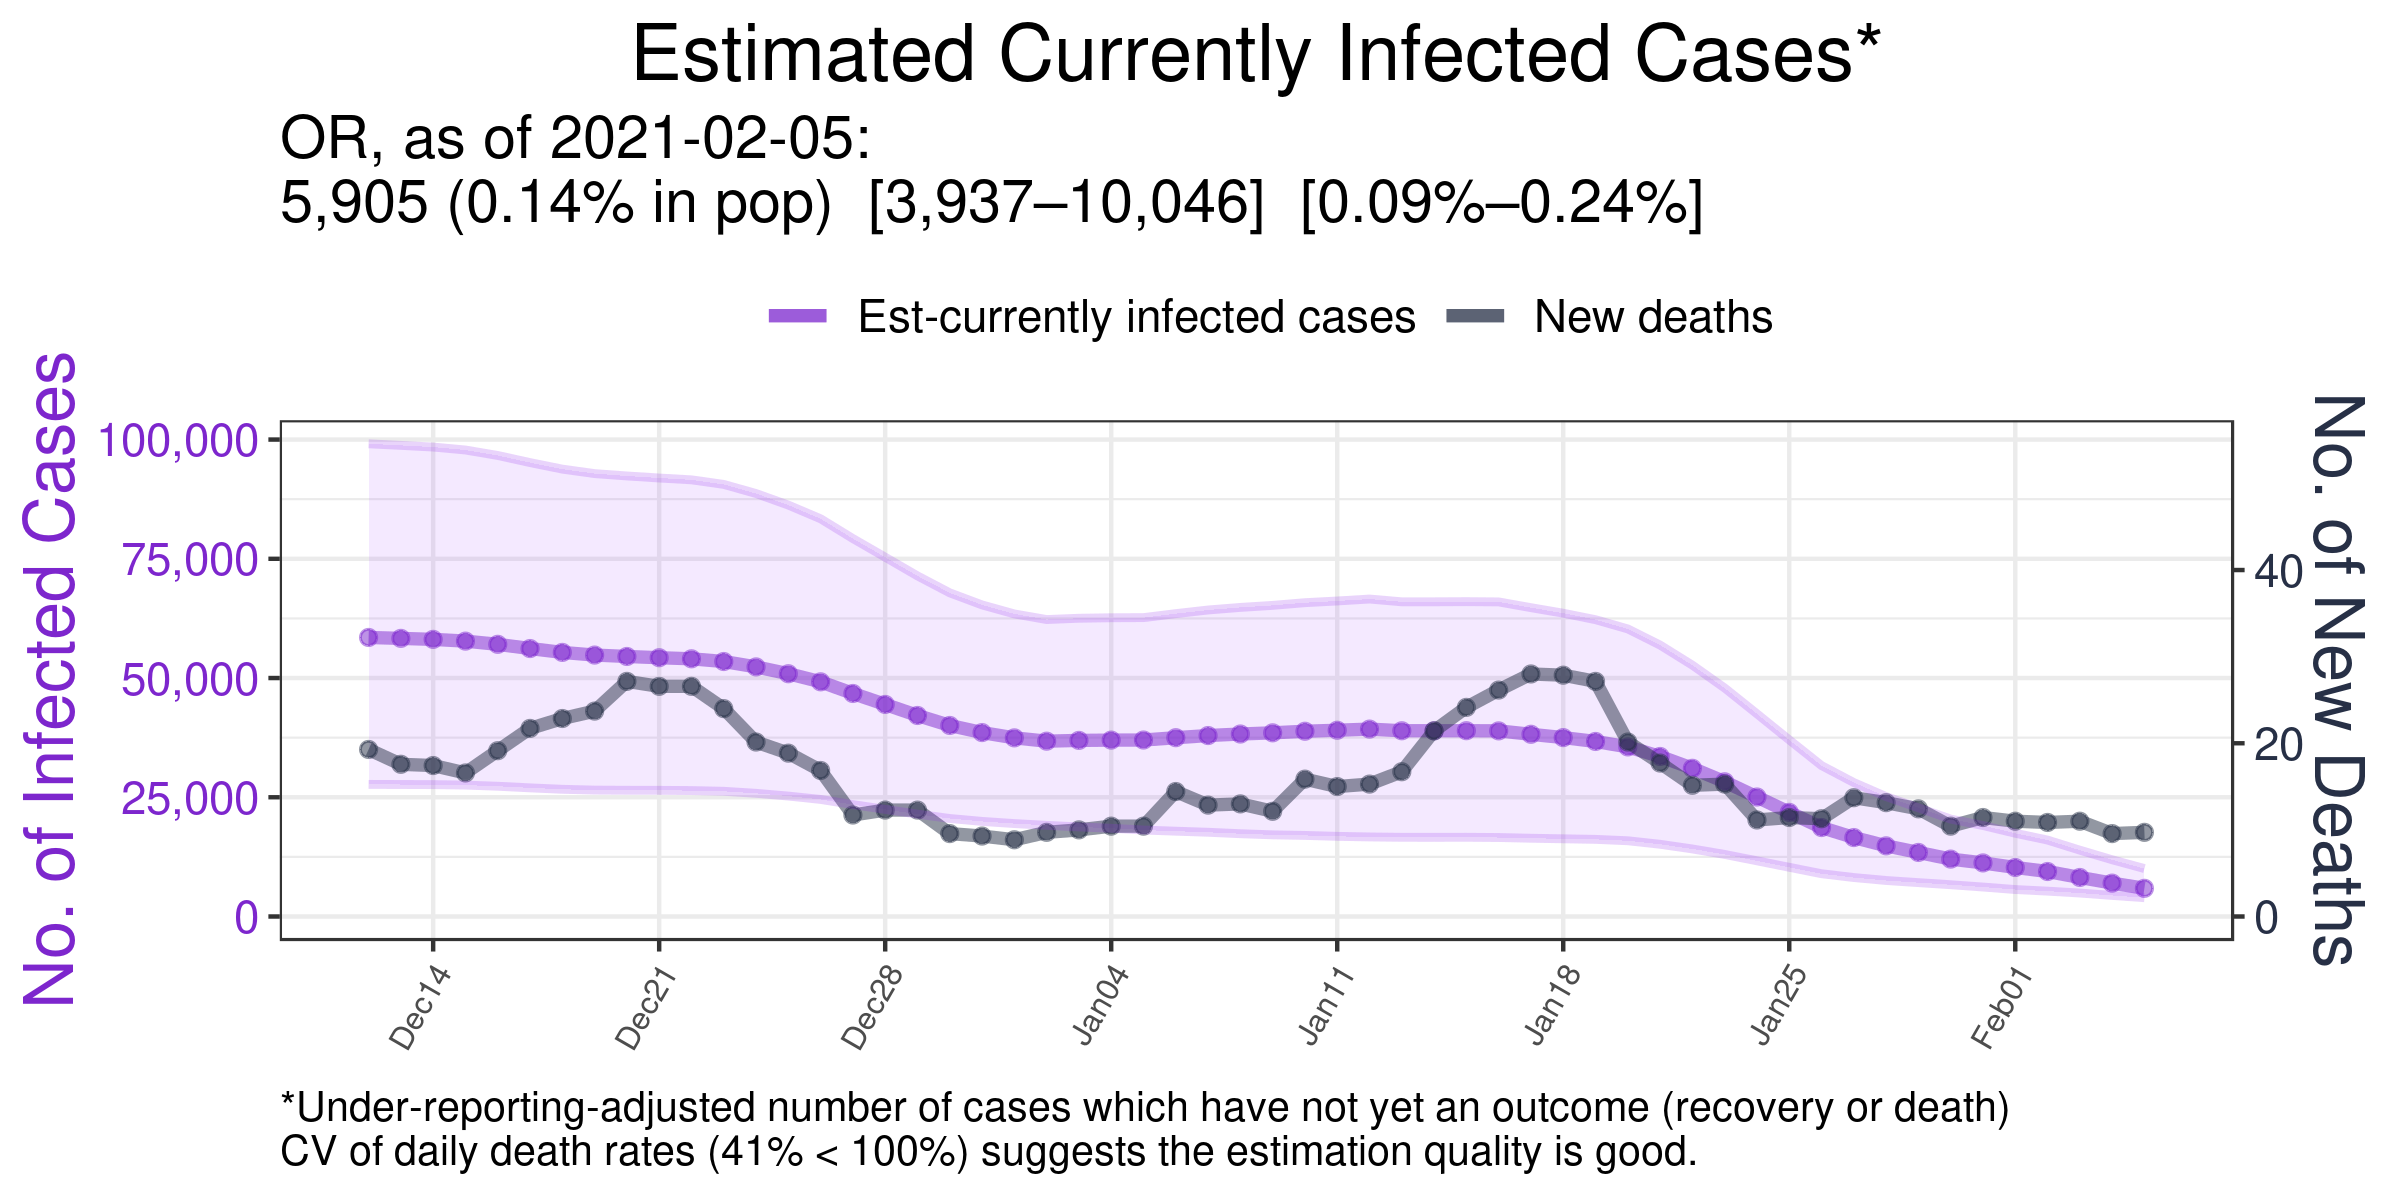 Estimated Currently Infected Cases*
OR, as of 2021-02-05:
5,905 (0.14% in pop)  [3,937–10,046]  [0.09%–0.24%]
Est-currently infected cases
New deaths
No. of Infected Cases
100,000
75,000
50,000
25,000
0
No. of New Deaths
40
20
0
Dec14
Dec21
Dec28
Jan04
Jan11
Jan18
Jan25
Feb01
*Under-reporting-adjusted number of cases which have not yet an outcome (recovery or death)
CV of daily death rates (41% < 100%) suggests the estimation quality is good.